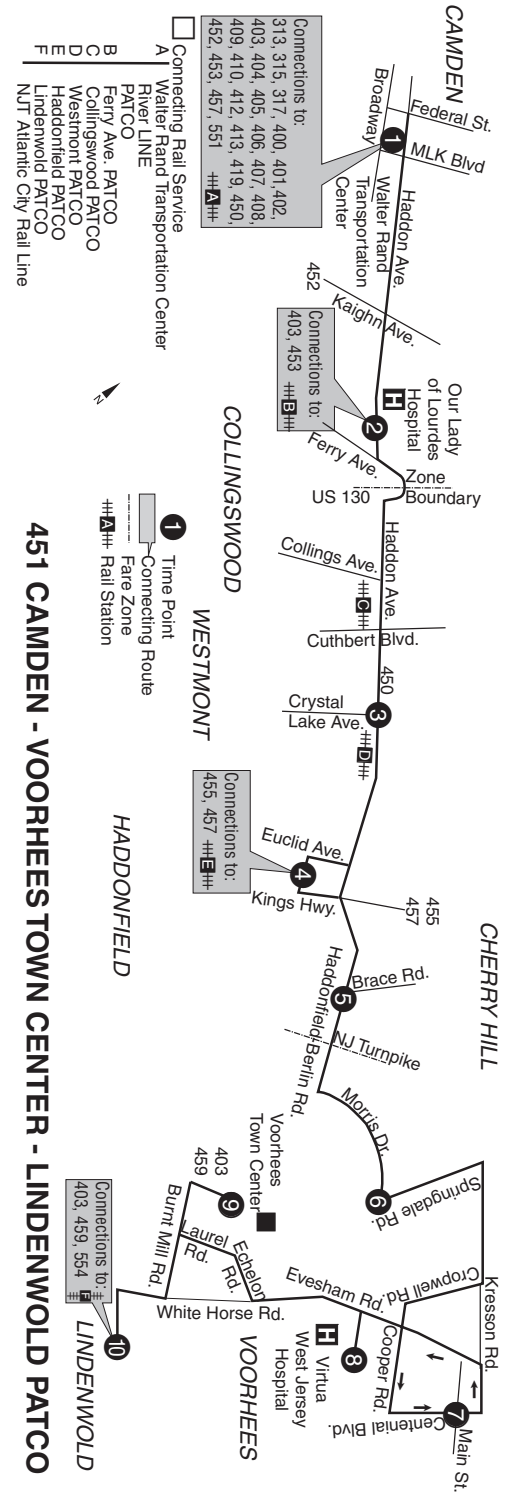 CAMDEN
Federal St.
MLK Blvd
Broadway
1
Walter Rand
Transportation
Center
Haddon Ave.
Connections to:
313, 315, 317, 400, 401,402,
403, 404, 405, 406, 407, 408,
409, 410, 412, 413, 419, 450,
452, 453, 457, 551 A
452
Kaighn Ave.
Our Lady
of Lourdes
Hospital
H
2
Connections to:
403, 453 B
Ferry Ave.
Zone
Boundary
US 130
COLLINGSWOOD
Collings Ave.
Haddon Ave.
C
Cuthbert Blvd.
450
WESTMONT
Crystal
Lake Ave.
3
D
Euclid Ave.
4
Kings Hwy.
Connections to:
455, 457 E
455
457
HADDONFIELD
CHERRY HILL
Brace Rd.
5
Haddonfield-Berlin Rd.
NJ Turnpike
Morris Dr.
6
Springdale Rd.
Kresson Rd.
Cropwell Rd.
Cooper Rd.
Centenial Blvd.
7
Main St.
Evesham Rd.
8
H
Virtua
West Jersey
Hospital
VOORHEES
Voorhees
Town Center
9
403
459
Echelon
Rd.
Laurel
Rd.
Burnt Mill Rd.
White Horse Rd.
10
LINDENWOLD
Connections to:
403, 459, 554 F
Connecting Rail Service
A Walter Rand Transportation Center
River LINE
PATCO
B Ferry Ave. PATCO
C Collingswood PATCO
D Westmont PATCO
E Haddonfield PATCO
F Lindenwold PATCO
NJT Atlantic City Rail Line
N
1 Time Point
Connecting Route
Fare Zone
A Rail Station
451 CAMDEN - VOORHEES TOWN CENTER - LINDENWOLD PATCO